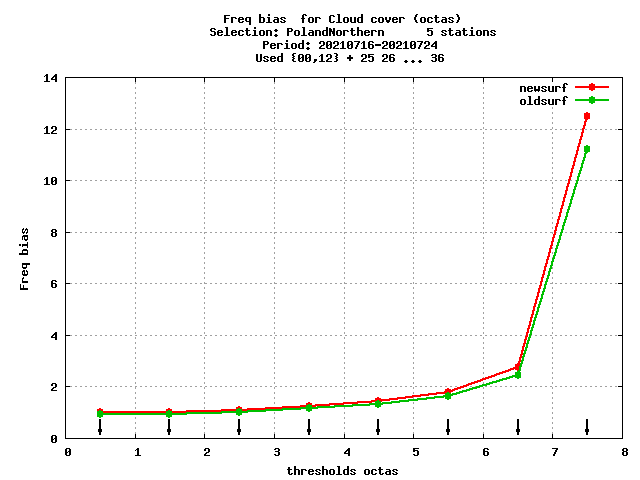 Freq bias  for Cloud cover (octas)
Selection: PolandNorthern      5 stations
Period: 20210716-20210724
Used {00,12} + 25 26 ... 36
newsurf
oldsurf
14
12
10
8
6
4
2
0
Freq bias
0 1 2 3 4 5 6 7 8
thresholds octas